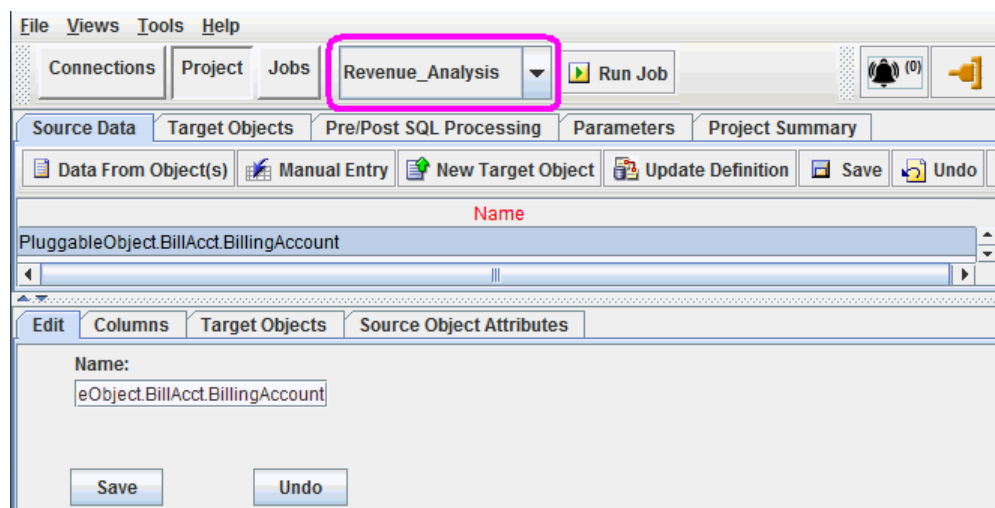 File Views Tools Help
Connections Project Jobs Revenue_Analysis Run Job (0)
Source Data Target Objects Pre/Post SQL Processing Parameters Project Summary
Data From Object(s) Manual Entry New Target Object Update Definition Save Undo
Name
PluggableObject.BillAcct.BillingAccount
Edit Columns Target Objects Source Object Attributes
Name:
eObject.BillAcct.BillingAccount
Save Undo